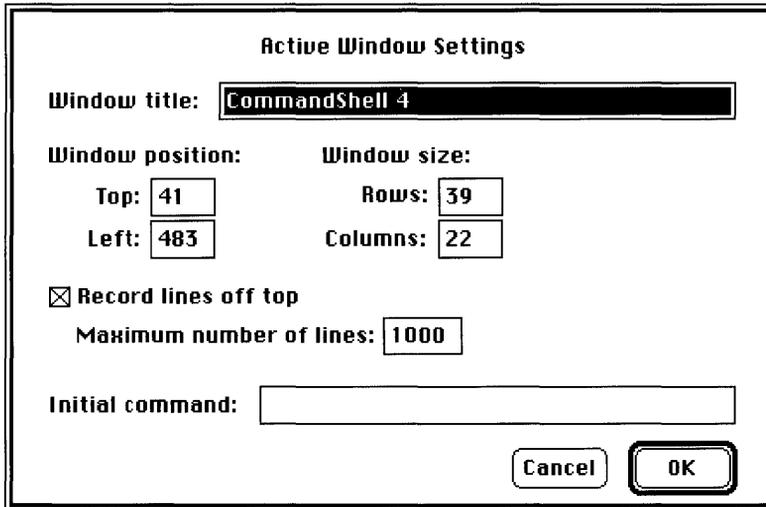 Active Window Settings
Window title: CommandShell 4
Window position: Window size:
Top: 41 Rows: 39
Left: 483 Columns: 22
Record lines off top
Maximum number of lines: 1000
Initial command:
Cancel OK